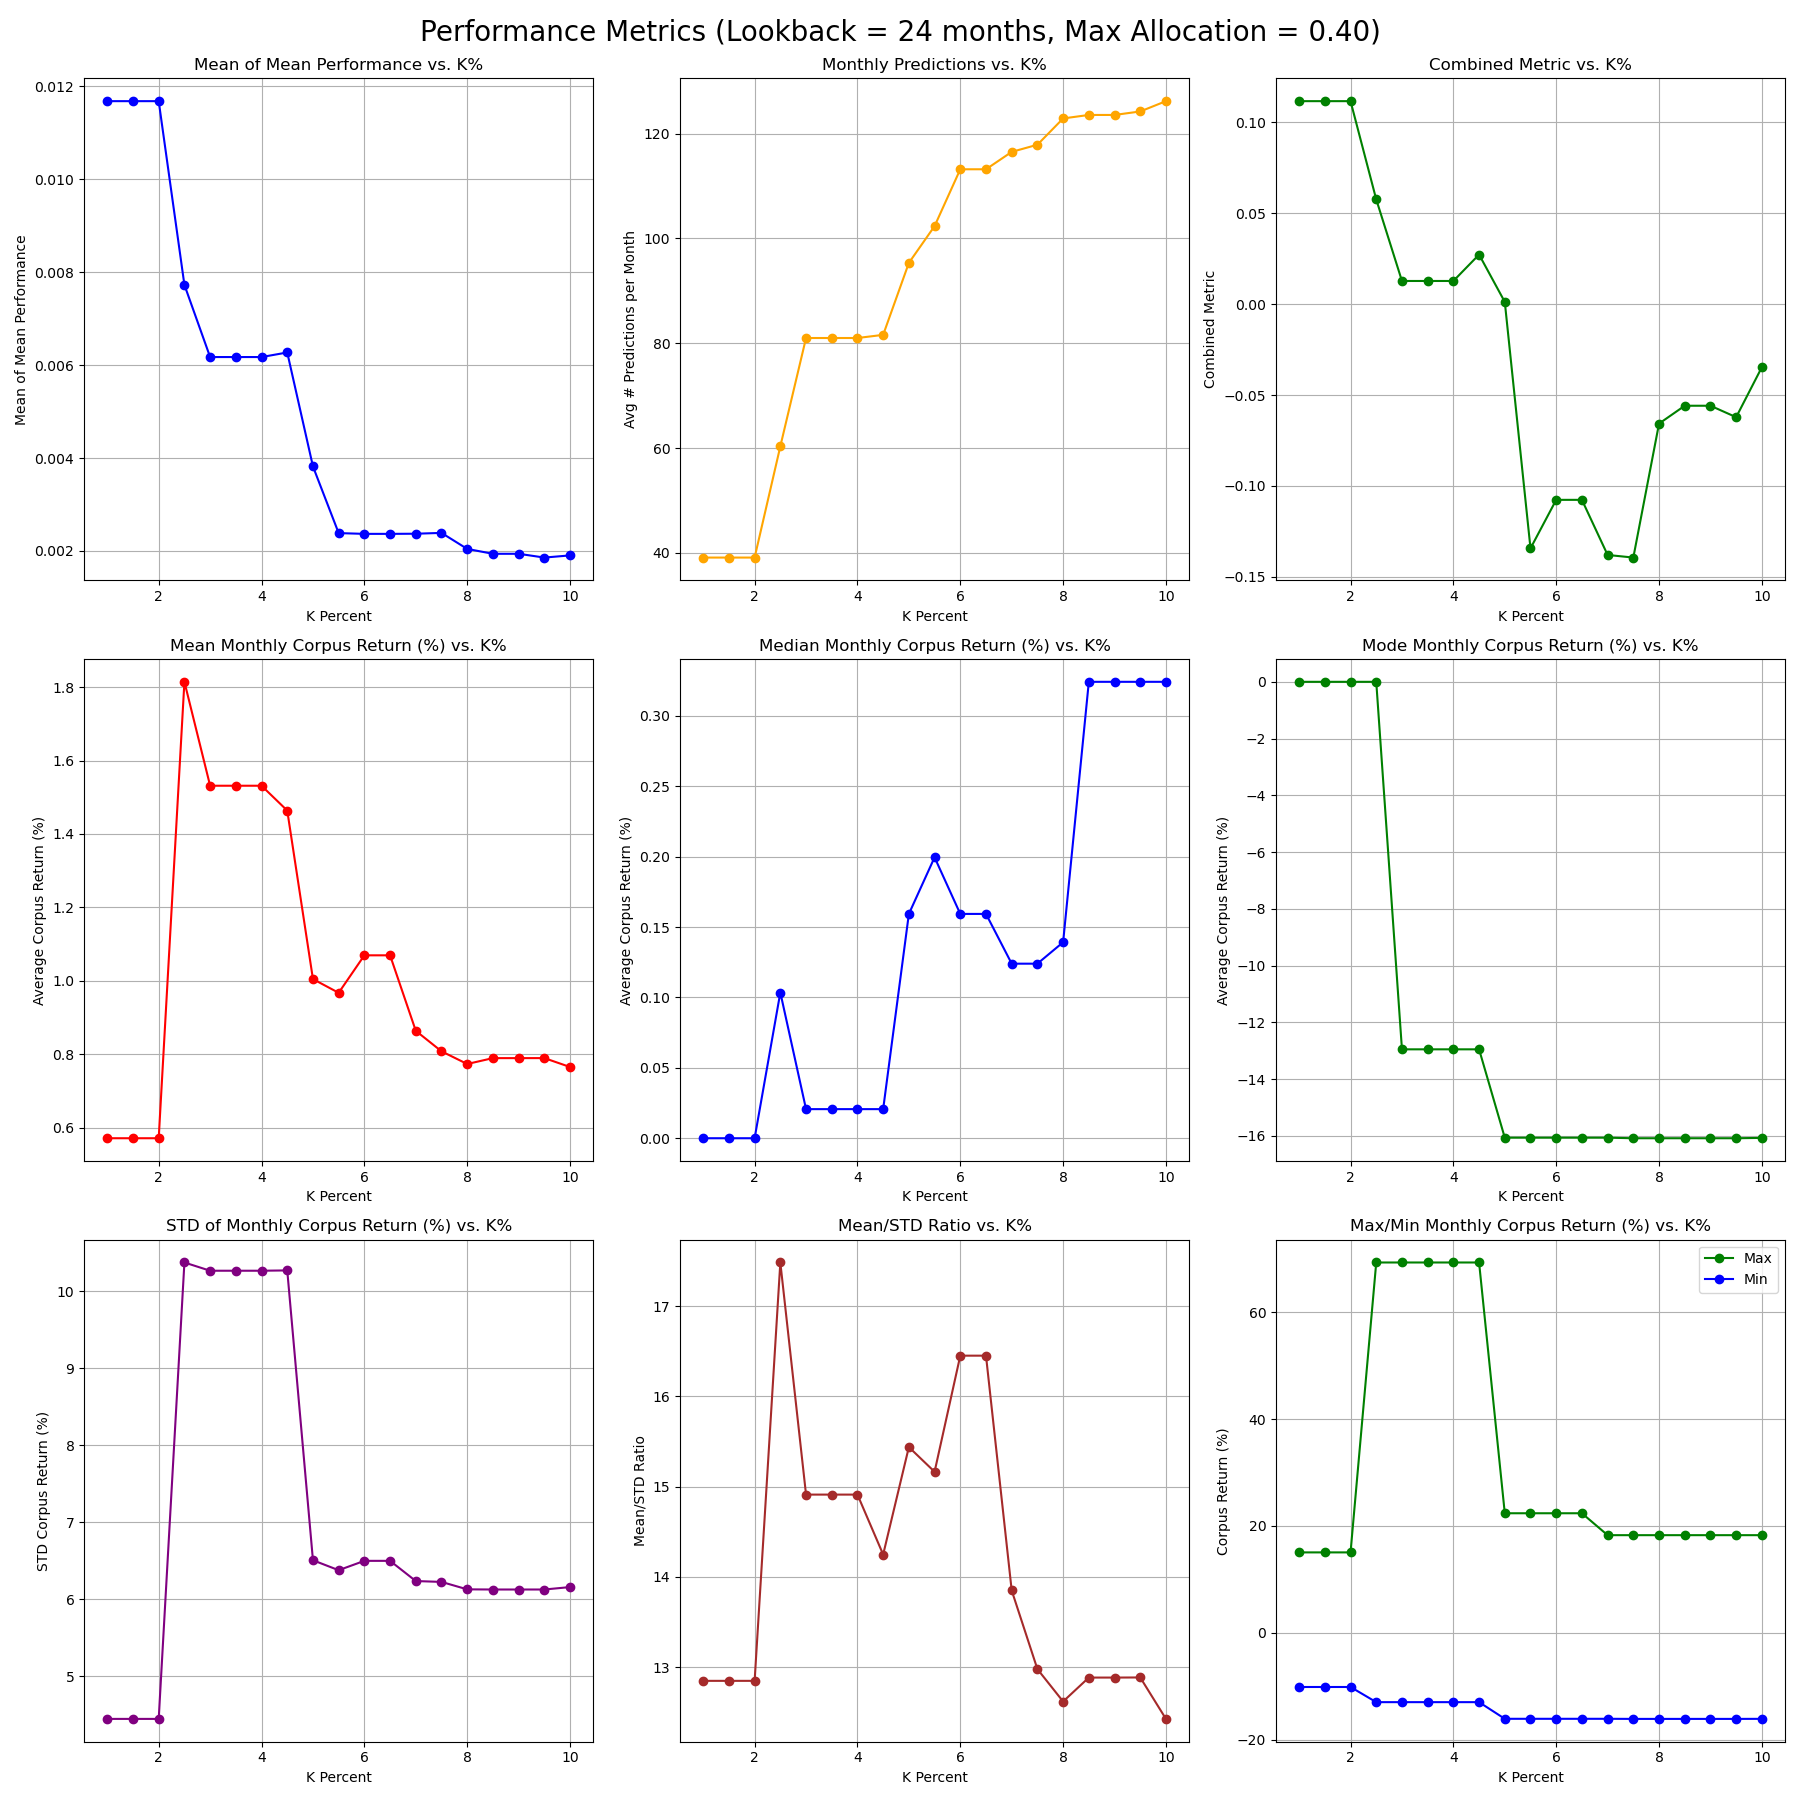 Performance Metrics (Lookback = 24 months, Max Allocation = 0.40)
Mean of Mean Performance vs. K%
Mean of Mean Performance
0.012
0.010
0.008
0.006
0.004
0.002
2 4 6 8 10
K Percent
Monthly Predictions vs. K%
Avg # Predictions per Month
120
100
80
60
40
2 4 6 8 10
K Percent
Combined Metric vs. K%
Combined Metric
0.10
0.05
0.00
−0.05
−0.10
−0.15
2 4 6 8 10
K Percent
Mean Monthly Corpus Return (%) vs. K%
Average Corpus Return (%)
1.8
1.6
1.4
1.2
1.0
0.8
0.6
2 4 6 8 10
K Percent
Median Monthly Corpus Return (%) vs. K%
Average Corpus Return (%)
0.30
0.25
0.20
0.15
0.10
0.05
0.00
2 4 6 8 10
K Percent
Mode Monthly Corpus Return (%) vs. K%
Average Corpus Return (%)
0
−2
−4
−6
−8
−10
−12
−14
−16
2 4 6 8 10
K Percent
STD of Monthly Corpus Return (%) vs. K%
STD Corpus Return (%)
10
9
8
7
6
5
2 4 6 8 10
K Percent
Mean/STD Ratio vs. K%
Mean/STD Ratio
17
16
15
14
13
2 4 6 8 10
K Percent
Max/Min Monthly Corpus Return (%) vs. K%
Corpus Return (%)
Max
Min
60
40
20
0
−20
2 4 6 8 10
K Percent